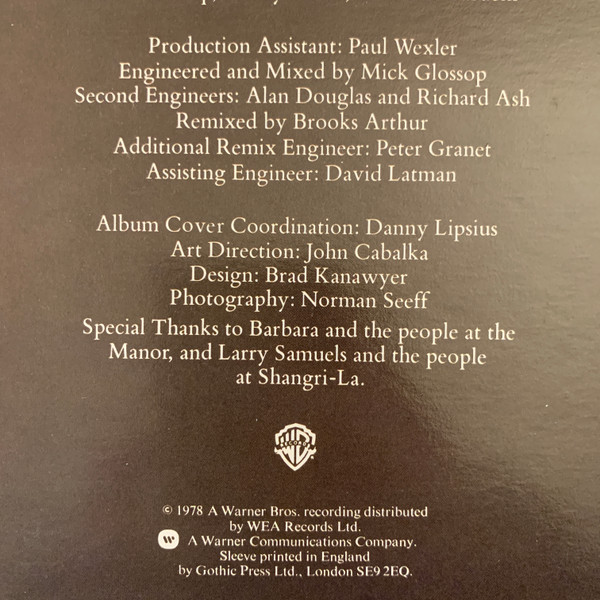 Production Assistant: Paul Wexler
Engineered and Mixed by Mick Glossop
Second Engineers: Alan Douglas and Richard Ash
Remixed by Brooks Arthur
Additional Remix Engineer: Peter Granet
Assisting Engineer: David Latman
Album Cover Coordination: Danny Lipsius
Art Direction: John Cabalka
Design: Brad Kanawyer
Photography: Norman Seeff
Special Thanks to Barbara and the people at the
Manor, and Larry Samuels and the people
at Shangri-La.
WB
RECORDS
© 1978 A Warner Bros. recording distributed
by WEA Records Ltd.
A Warner Communications Company.
Sleeve printed in England
by Gothic Press Ltd., London SE9 2EQ.